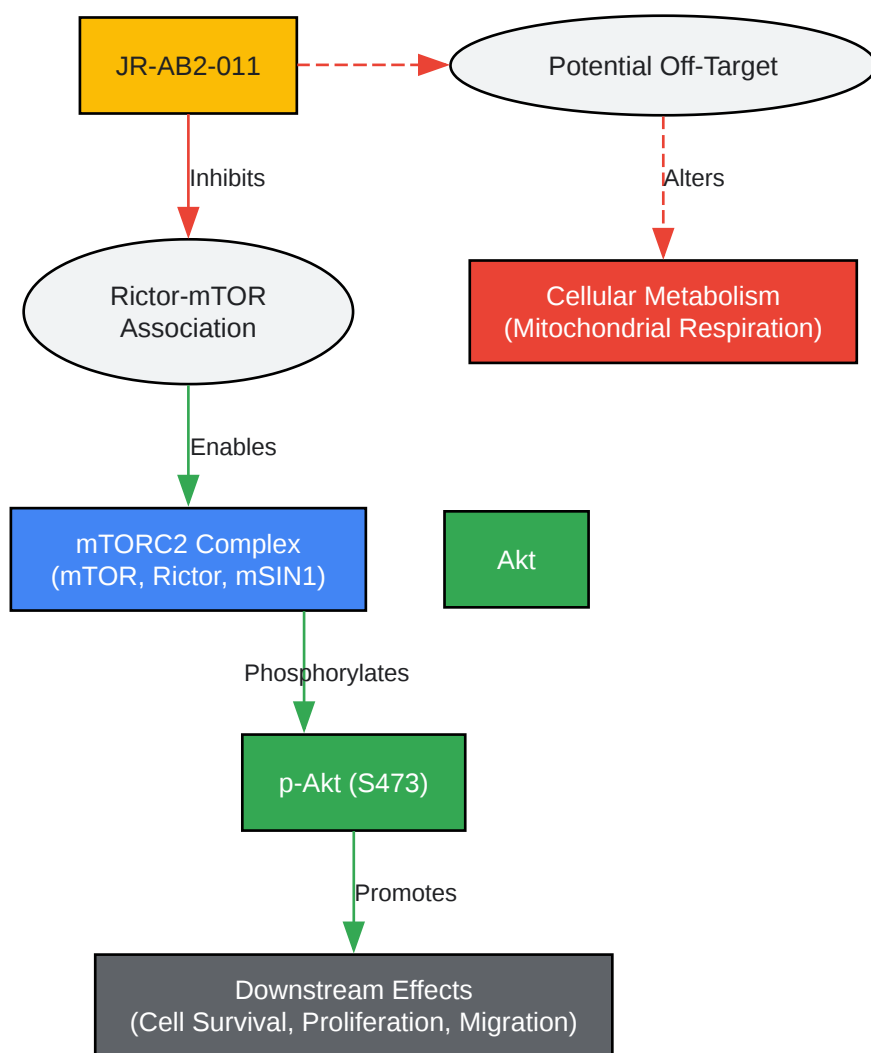 JR-AB2-011
Potential Off-Target
Inhibits
Alters
Rictor-mTOR
Association
Cellular Metabolism
(Mitochondrial Respiration)
Enables
mTORC2 Complex
(mTOR, Rictor, mSIN1)
Akt
Phosphorylates
p-Akt (S473)
Promotes
Downstream Effects
(Cell Survival, Proliferation, Migration)